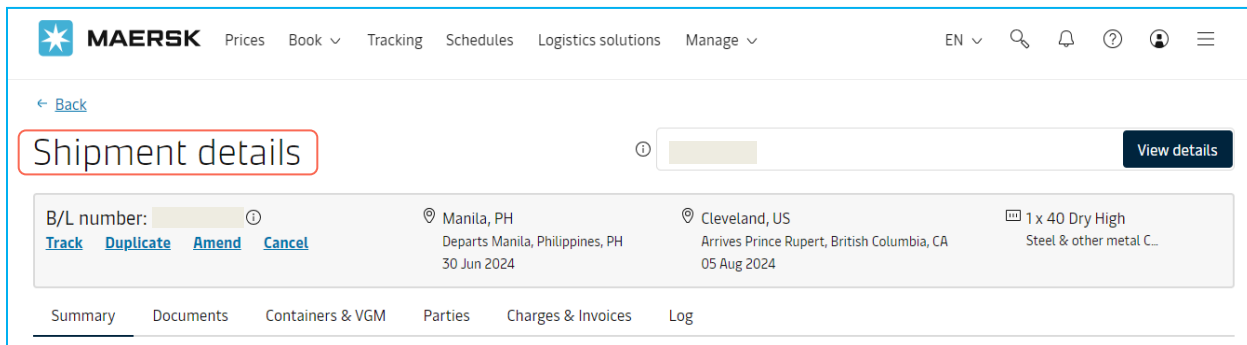 MAERSK Prices Book Tracking Schedules Logistics solutions Manage EN
← Back
Shipment details
View details
B/L number:
Track Duplicate Amend Cancel
Manila, PH
Departs Manila, Philippines, PH
30 Jun 2024
Cleveland, US
Arrives Prince Rupert, British Columbia, CA
05 Aug 2024
1 x 40 Dry High
Steel & other metal C...
Summary Documents Containers & VGM Parties Charges & Invoices Log